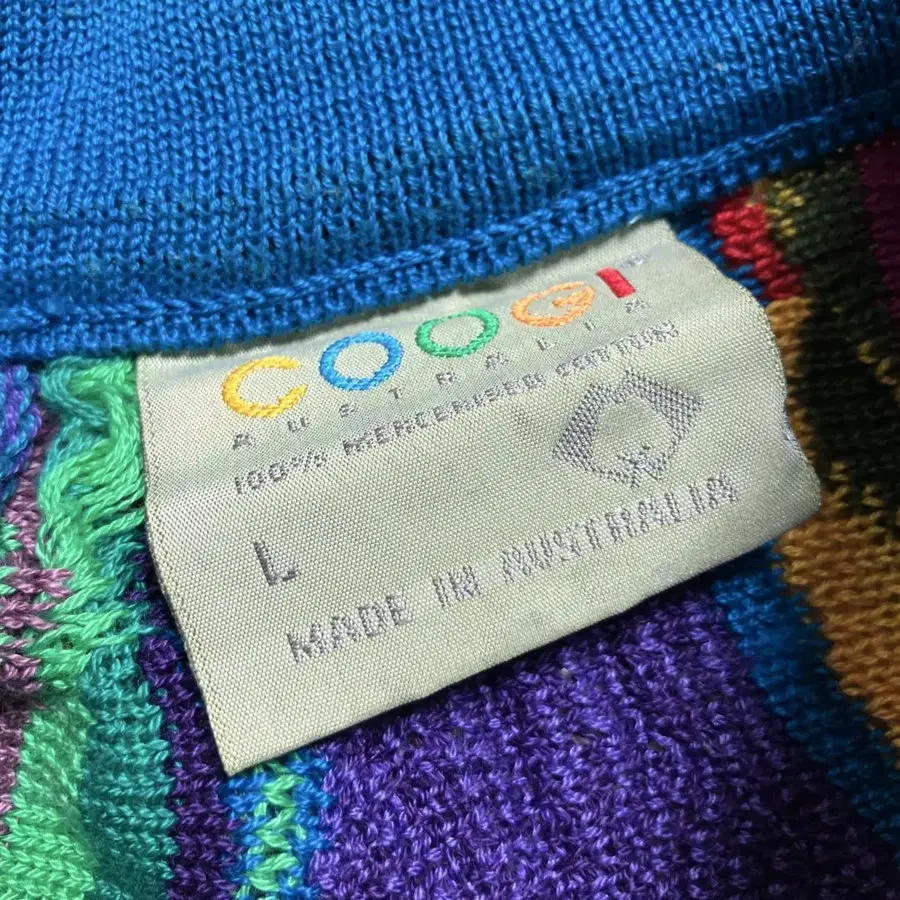 COOGI
AUSTRALIA
100% MERCERISED COTTON
L
MADE IN AUSTRALIA